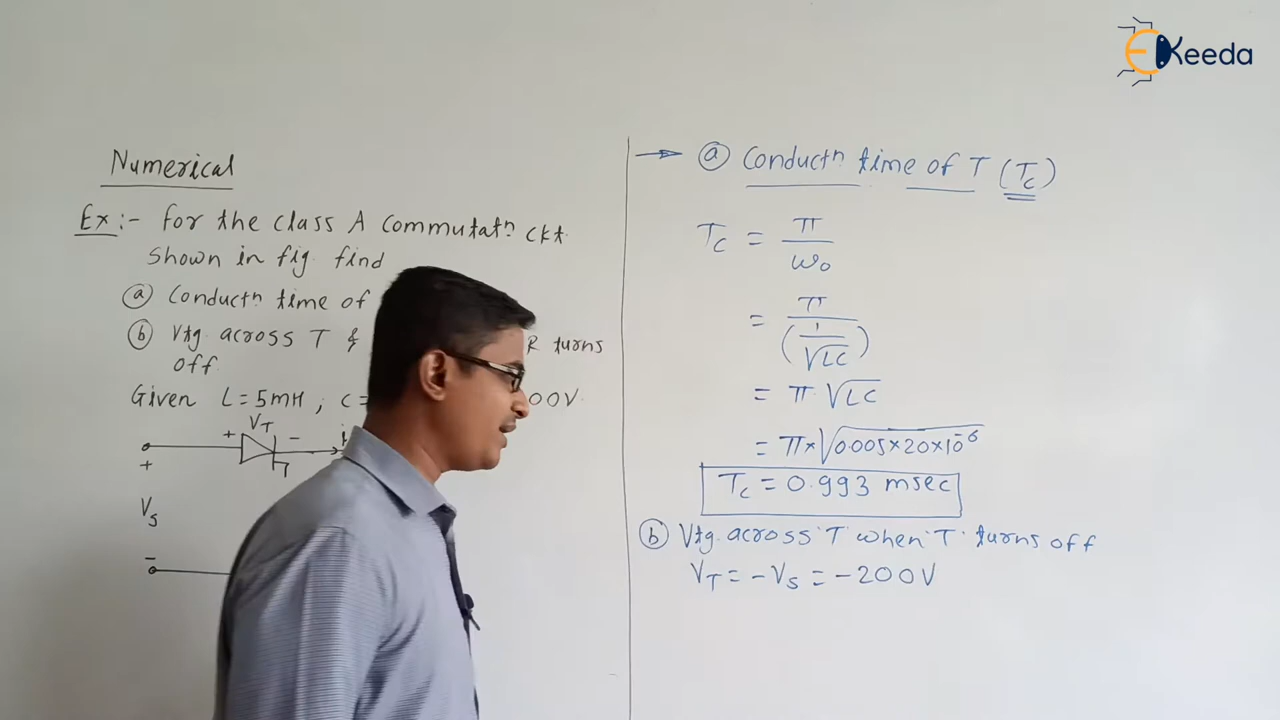 EKeeda
Numerical
Ex:- for the class A commutatn ckt
shown in fig. find
(a) Conductn time of
(b) Vtg. across T & R turns
off.
Given L=5mH, C= 00V
VT
+ -
i
+
Vs
-
→ (a) Conductn time of T (Tc)
Tc = π / ω₀
= π / (1/√LC)
= π √LC
= π×√0.005×20×10⁻⁶
Tc = 0.993 msec
(b) Vtg. across T when T turns off
VT = -Vs = -200V